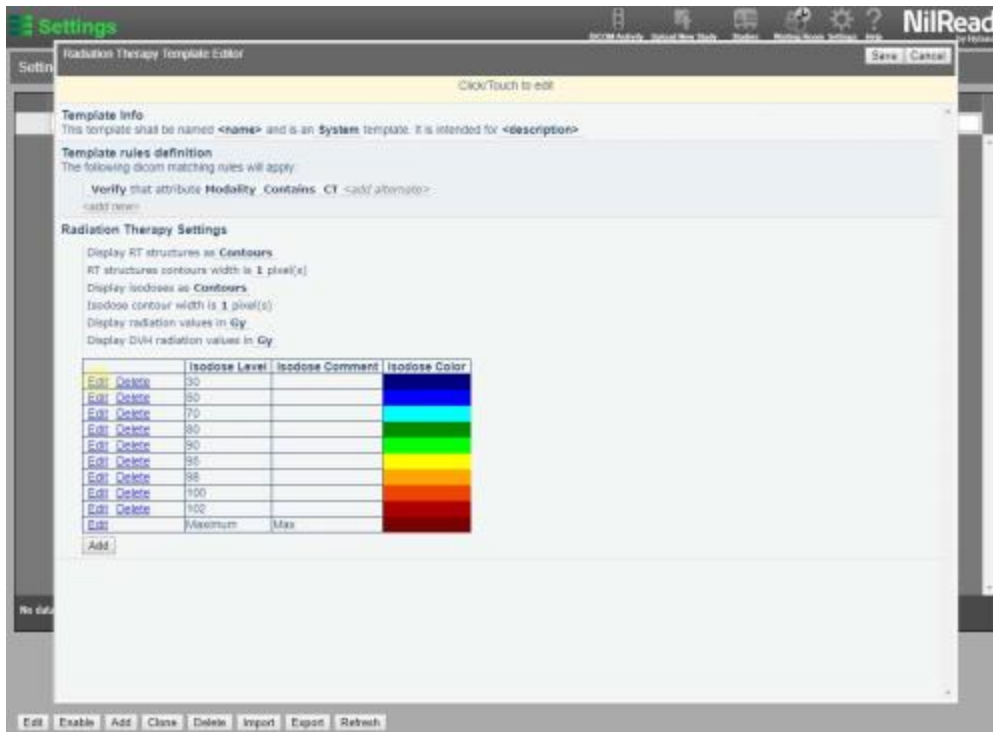 Settings
DICOM Activity Upload New Study Studies Waiting Room Settings Help
NilRead
Radiation Therapy Template Editor
Save Cancel
Click/Touch to edit
Template Info
This template shall be named <name> and is an System template. It is intended for <description>
Template rules definition
The following dicom matching rules will apply:
Verify that attribute Modality Contains CT <add alternate>
<add new>
Radiation Therapy Settings
Display RT structures as Contours
RT structures contours width is 1 pixel(s)
Display isodoses as Contours
Isodose contour width is 1 pixel(s)
Display radiation values in Gy
Display DVH radiation values in Gy
Isodose Level Isodose Comment Isodose Color
Edit Delete 30
Edit Delete
Edit Delete 70
Edit Delete 80
Edit Delete 90
Edit Delete 95
Edit Delete 98
Edit Delete 100
Edit Delete 102
Edit Maximum Max
Add
No data
Edit Enable Add Clone Delete Import Export Refresh